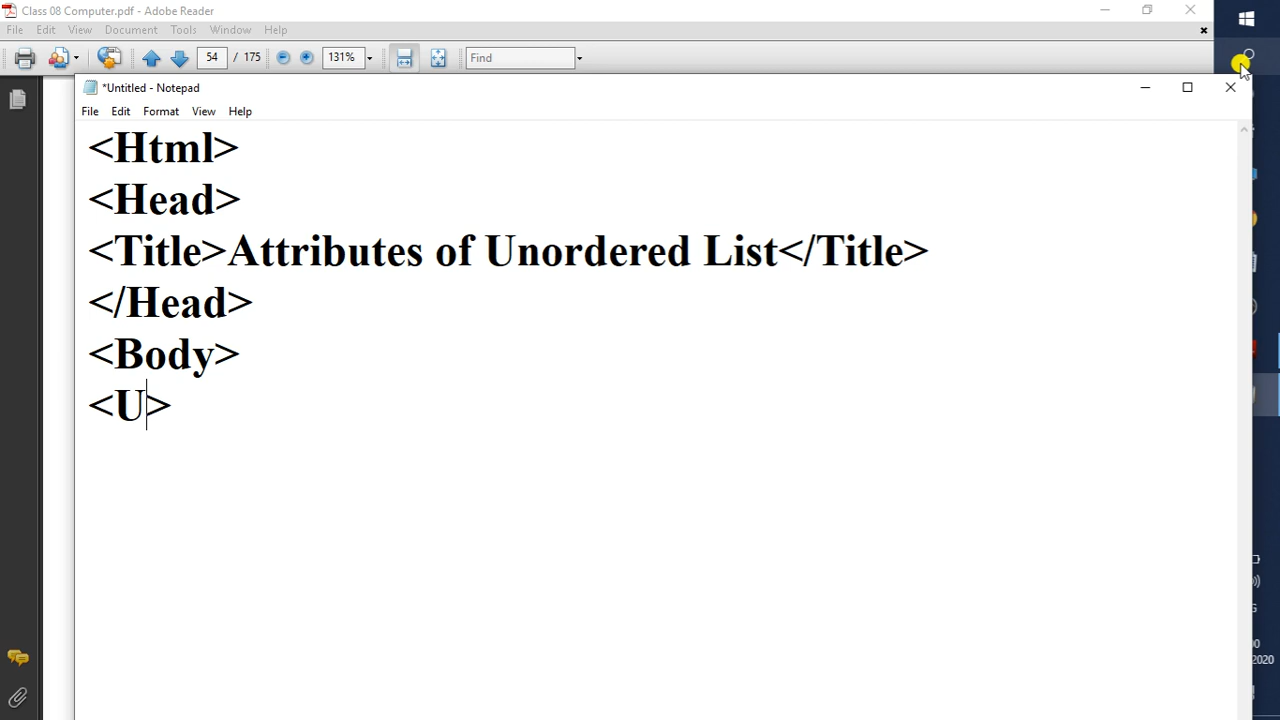 Class 08 Computer.pdf - Adobe Reader
File Edit View Document Tools Window Help
54 / 175 131% Find
*Untitled - Notepad
File Edit Format View Help
<Html>
<Head>
<Title>Attributes of Unordered List</Title>
</Head>
<Body>
<U>
2020